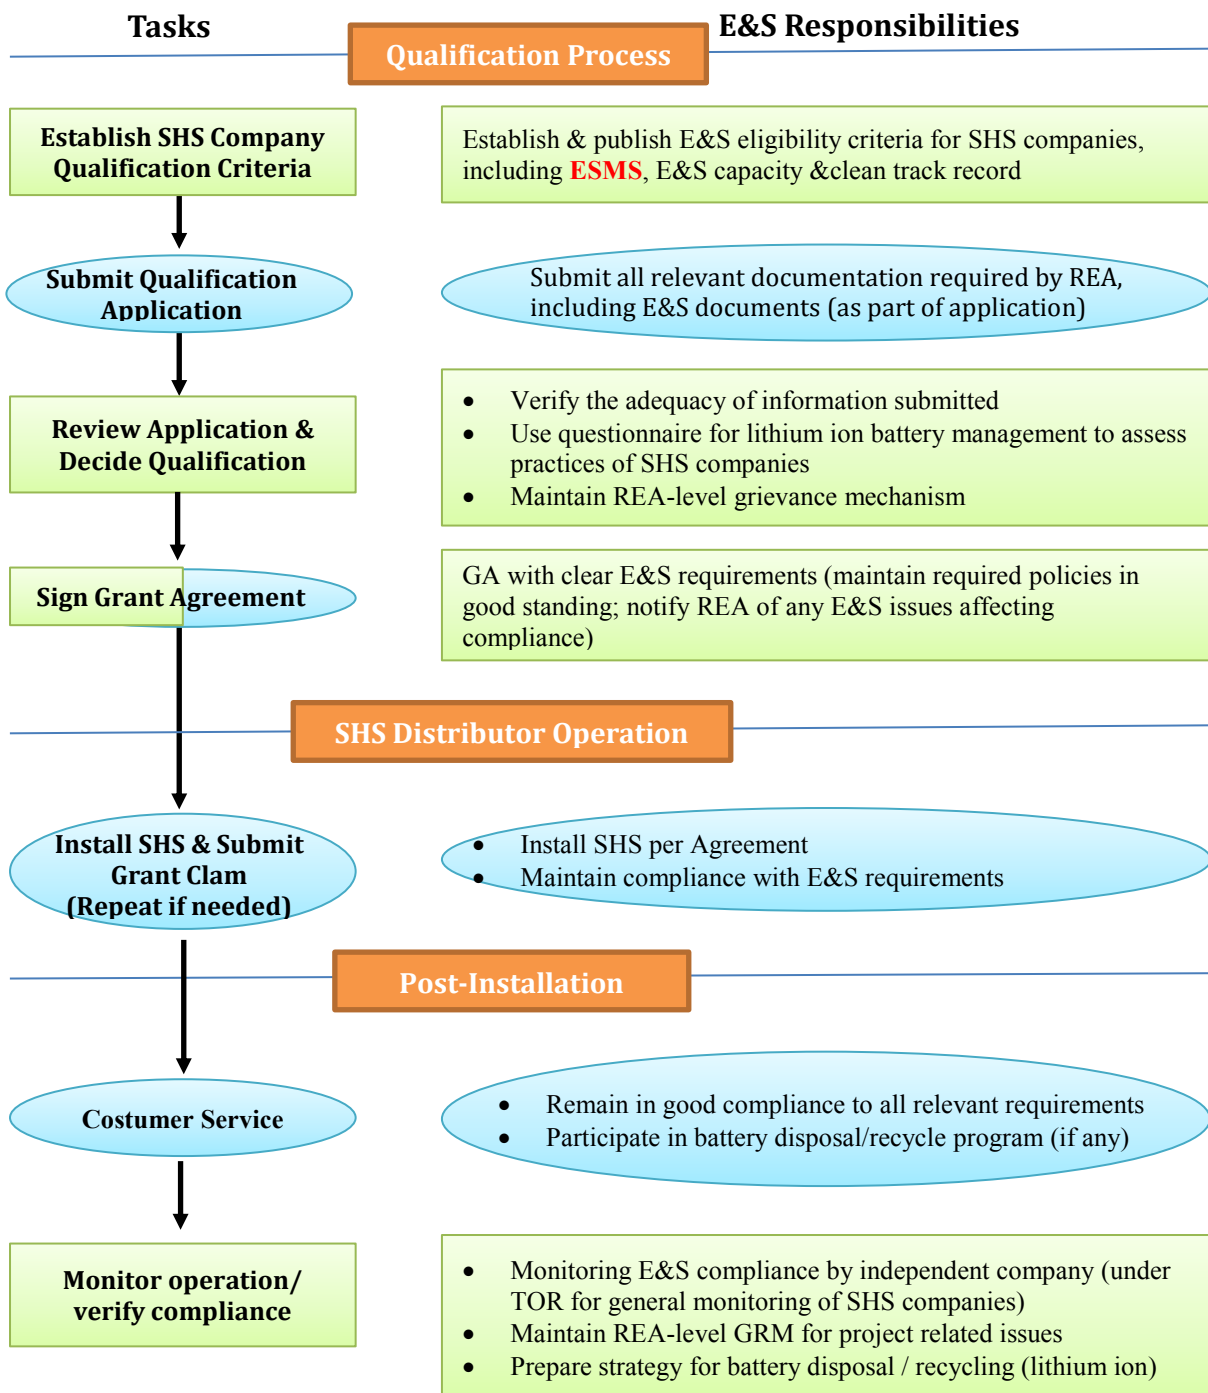 Tasks
E&S Responsibilities
Qualification Process
Establish SHS Company
Qualification Criteria
Establish & publish E&S eligibility criteria for SHS companies,
including ESMS, E&S capacity &clean track record
Submit Qualification
Application
Submit all relevant documentation required by REA,
including E&S documents (as part of application)
Review Application &
Decide Qualification
• Verify the adequacy of information submitted
• Use questionnaire for lithium ion battery management to assess
practices of SHS companies
• Maintain REA-level grievance mechanism
Sign Grant Agreement
GA with clear E&S requirements (maintain required policies in
good standing; notify REA of any E&S issues affecting
compliance)
SHS Distributor Operation
Install SHS & Submit
Grant Clam
(Repeat if needed)
• Install SHS per Agreement
• Maintain compliance with E&S requirements
Post-Installation
Costumer Service
• Remain in good compliance to all relevant requirements
• Participate in battery disposal/recycle program (if any)
Monitor operation/
verify compliance
• Monitoring E&S compliance by independent company (under
TOR for general monitoring of SHS companies)
• Maintain REA-level GRM for project related issues
• Prepare strategy for battery disposal / recycling (lithium ion)